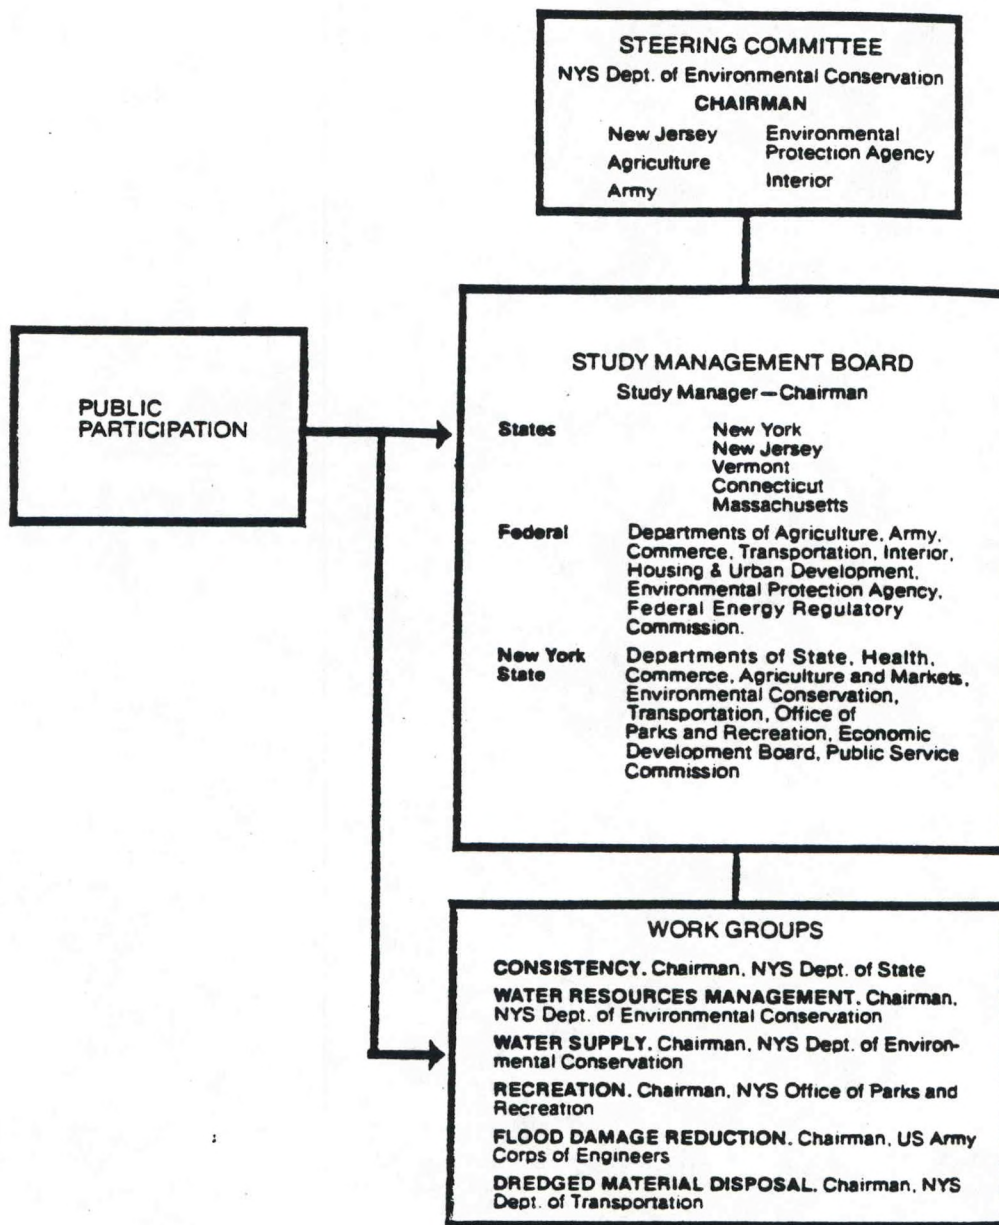 STEERING COMMITTEE
NYS Dept. of Environmental Conservation
CHAIRMAN
New Jersey
Agriculture
Army
Environmental
Protection Agency
Interior
PUBLIC
PARTICIPATION
STUDY MANAGEMENT BOARD
Study Manager—Chairman
States New York
New Jersey
Vermont
Connecticut
Massachusetts
Federal Departments of Agriculture, Army,
Commerce, Transportation, Interior,
Housing & Urban Development,
Environmental Protection Agency,
Federal Energy Regulatory
Commission.
New York Departments of State, Health,
State Commerce, Agriculture and Markets,
Environmental Conservation,
Transportation, Office of
Parks and Recreation, Economic
Development Board, Public Service
Commission
WORK GROUPS
CONSISTENCY. Chairman, NYS Dept. of State
WATER RESOURCES MANAGEMENT. Chairman,
NYS Dept. of Environmental Conservation
WATER SUPPLY. Chairman, NYS Dept. of Environ-
mental Conservation
RECREATION. Chairman, NYS Office of Parks and
Recreation
FLOOD DAMAGE REDUCTION. Chairman, US Army
Corps of Engineers
DREDGED MATERIAL DISPOSAL. Chairman, NYS
Dept. of Transportation